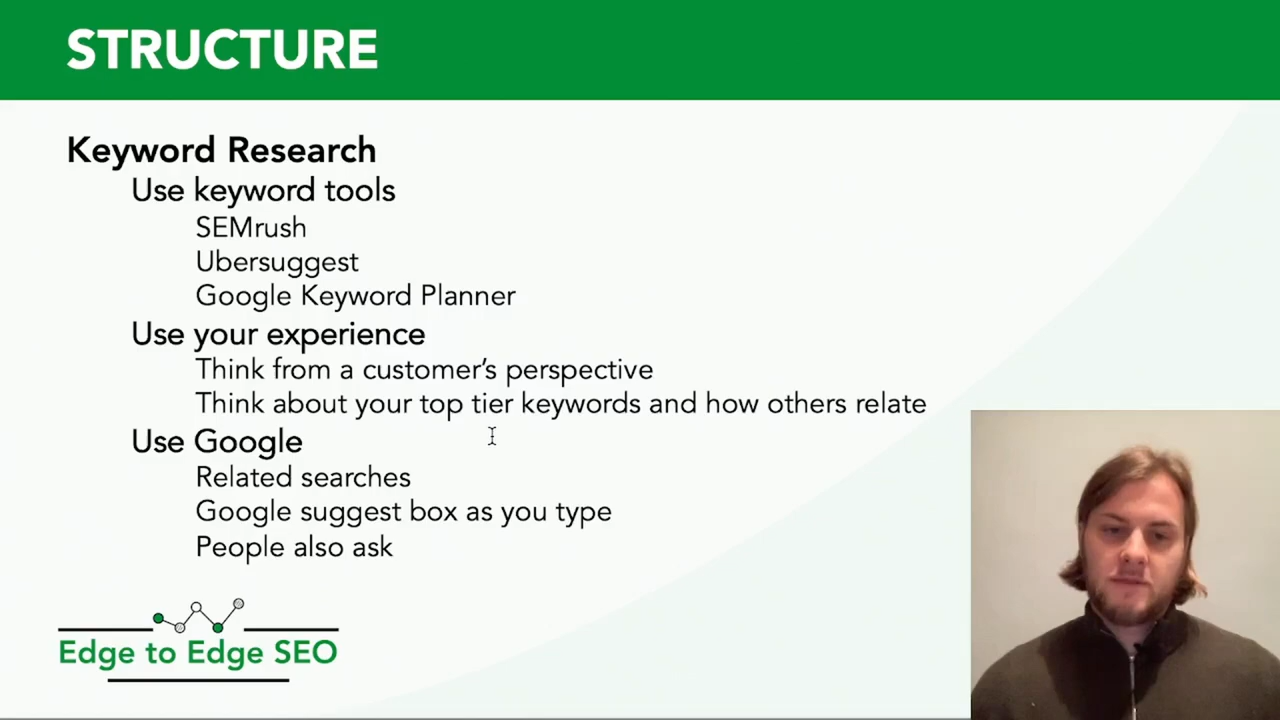 STRUCTURE
Keyword Research
Use keyword tools
SEMrush
Ubersuggest
Google Keyword Planner
Use your experience
Think from a customer’s perspective
Think about your top tier keywords and how others relate
Use Google
Related searches
Google suggest box as you type
People also ask
Edge to Edge SEO